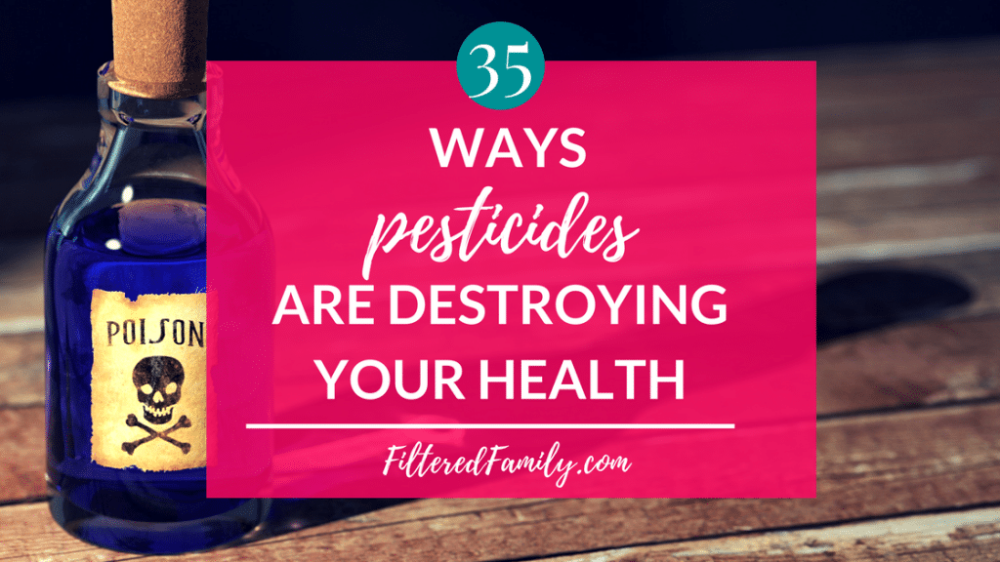 35
WAYS
pesticides
ARE DESTROYING
YOUR HEALTH
FilteredFamily.com
POISON